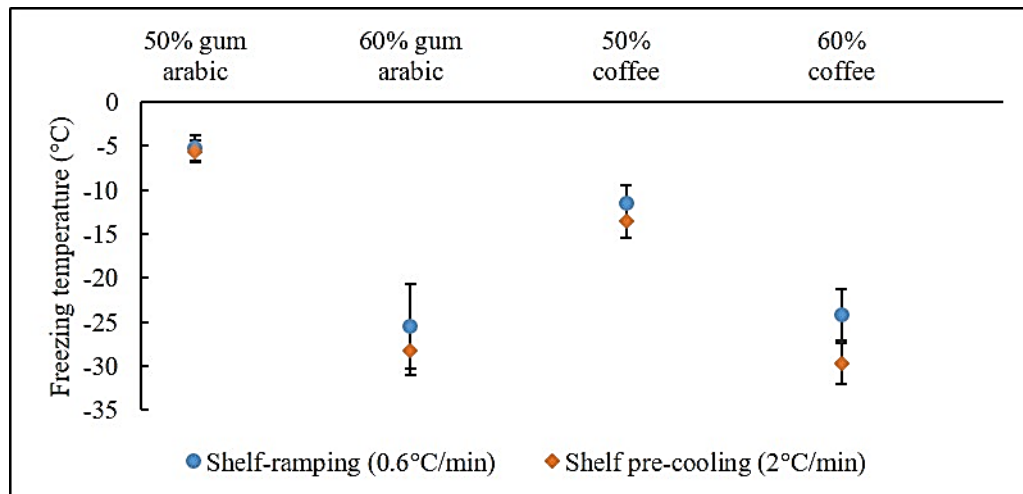 50% gum
arabic
60% gum
arabic
50%
coffee
60%
coffee
Freezing temperature (°C)
0
-5
-10
-15
-20
-25
-30
-35
Shelf-ramping (0.6°C/min)
Shelf pre-cooling (2°C/min)